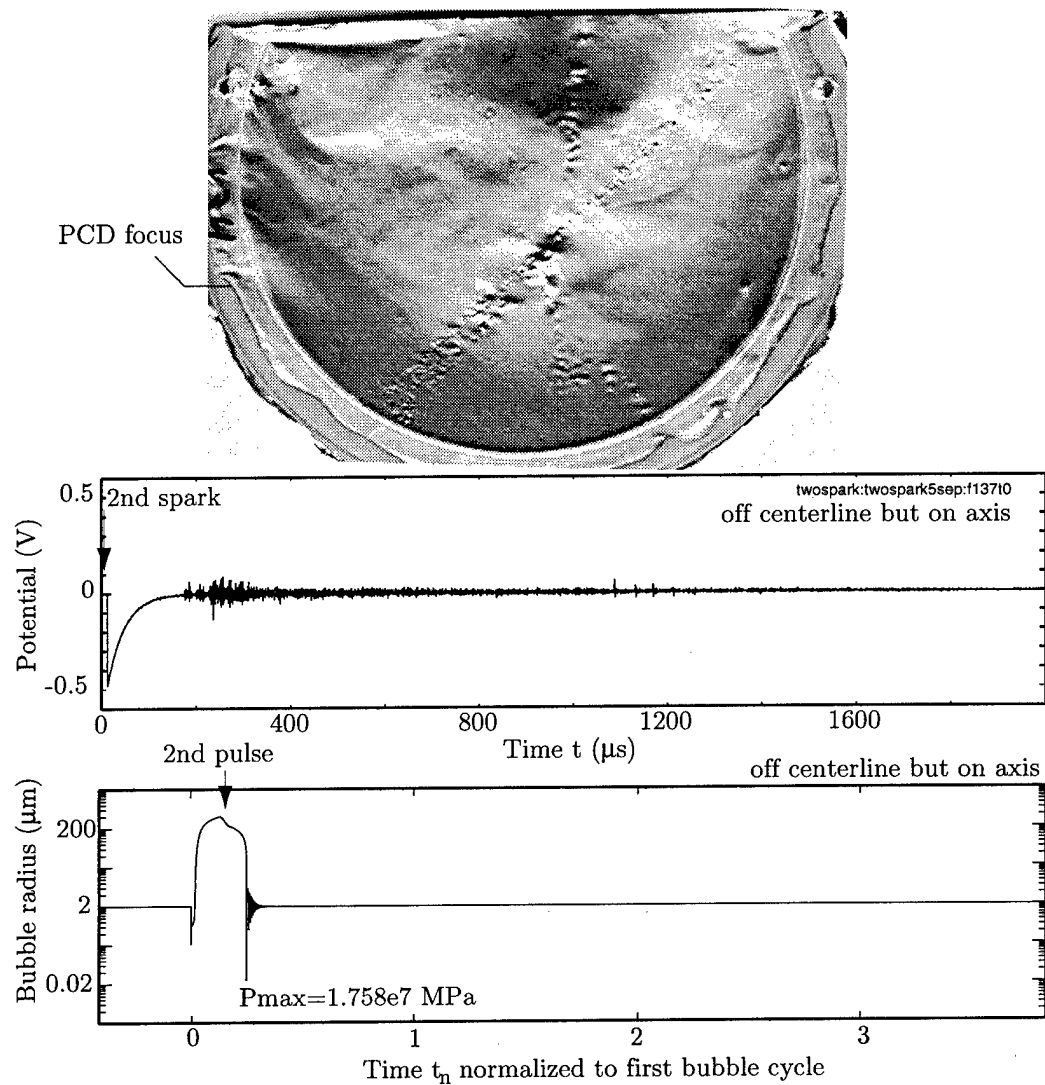 PCD focus
0.5
2nd spark
twospark:twospark5sep:f137t0
off centerline but on axis
Potential (V)
0
-0.5
0
400
800
1200
1600
Time t (µs)
2nd pulse
off centerline but on axis
Bubble radius (µm)
200
2
0.02
Pmax=1.758e7 MPa
0
1
2
3
Time tn normalized to first bubble cycle